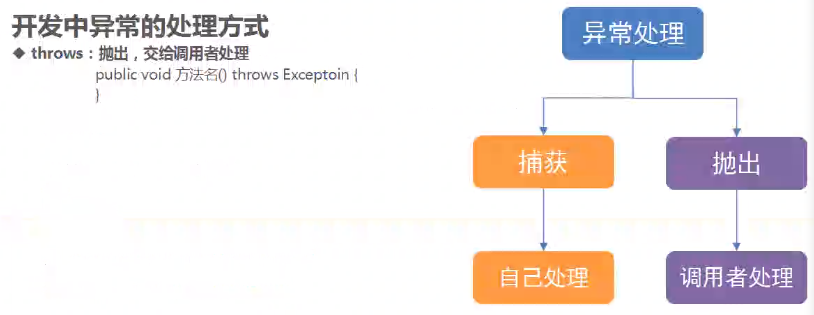 开发中异常的处理方式
◆ throws：抛出，交给调用者处理
public void 方法名() throws Exceptoin {
}
异常处理
捕获
抛出
自己处理
调用者处理